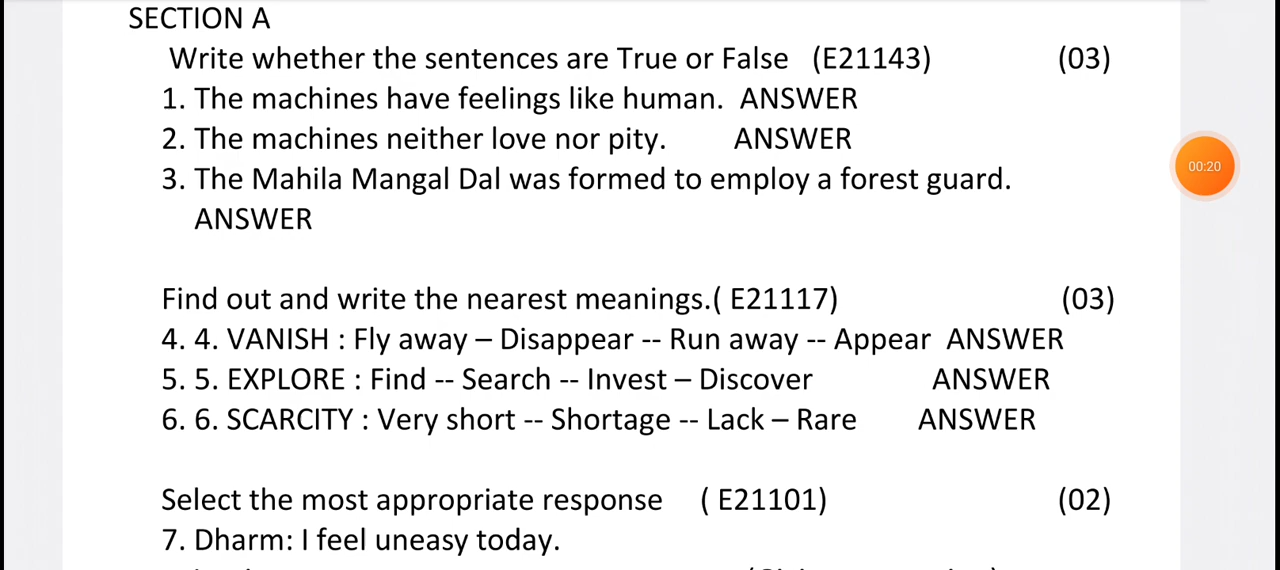 SECTION A
Write whether the sentences are True or False (E21143) (03)
1. The machines have feelings like human. ANSWER
2. The machines neither love nor pity. ANSWER
3. The Mahila Mangal Dal was formed to employ a forest guard.
ANSWER
00:20
Find out and write the nearest meanings.( E21117) (03)
4. 4. VANISH : Fly away – Disappear -- Run away -- Appear ANSWER
5. 5. EXPLORE : Find -- Search -- Invest – Discover ANSWER
6. 6. SCARCITY : Very short -- Shortage -- Lack – Rare ANSWER
Select the most appropriate response ( E21101) (02)
7. Dharm: I feel uneasy today.